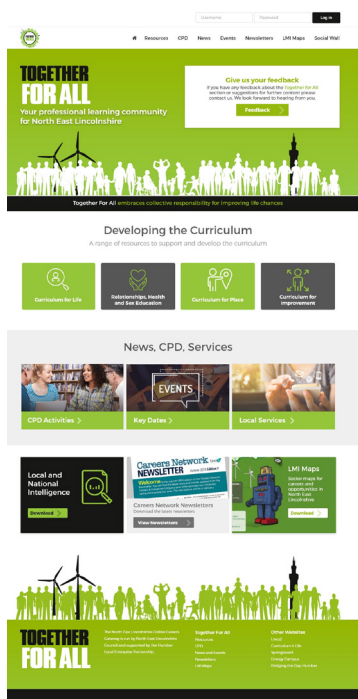 Username
Password
Log In
Resources
CPD
News
Events
Newsletters
LMI Maps
Social Wall
TOGETHER
FOR ALL
Your professional learning community
for North East Lincolnshire
Give us your feedback
If you have any feedback about the Together for All
section or suggestions for further content please
contact us. We look forward to hearing from you.
Feedback
Together For All embraces collective responsibility for improving life chances
Developing the Curriculum
A range of resources to support and develop the curriculum
Curriculum for Life
Relationships, Health
and Sex Education
Curriculum for Place
Curriculum for
Improvement
News, CPD, Services
EVENTS
CPD Activities
Key Dates
Local Services
Local and
National
Intelligence
Download
Careers Network
NEWSLETTER
Welcome
Careers Network Newsletters
Download the latest newsletters
View Newsletters
LMI Maps
Sector maps for
careers and
opportunities in
North East
Lincolnshire
Download
TOGETHER
FOR ALL
Together For All
Resources
CPD
News and Events
Newsletters
LMI Maps
Other Websites